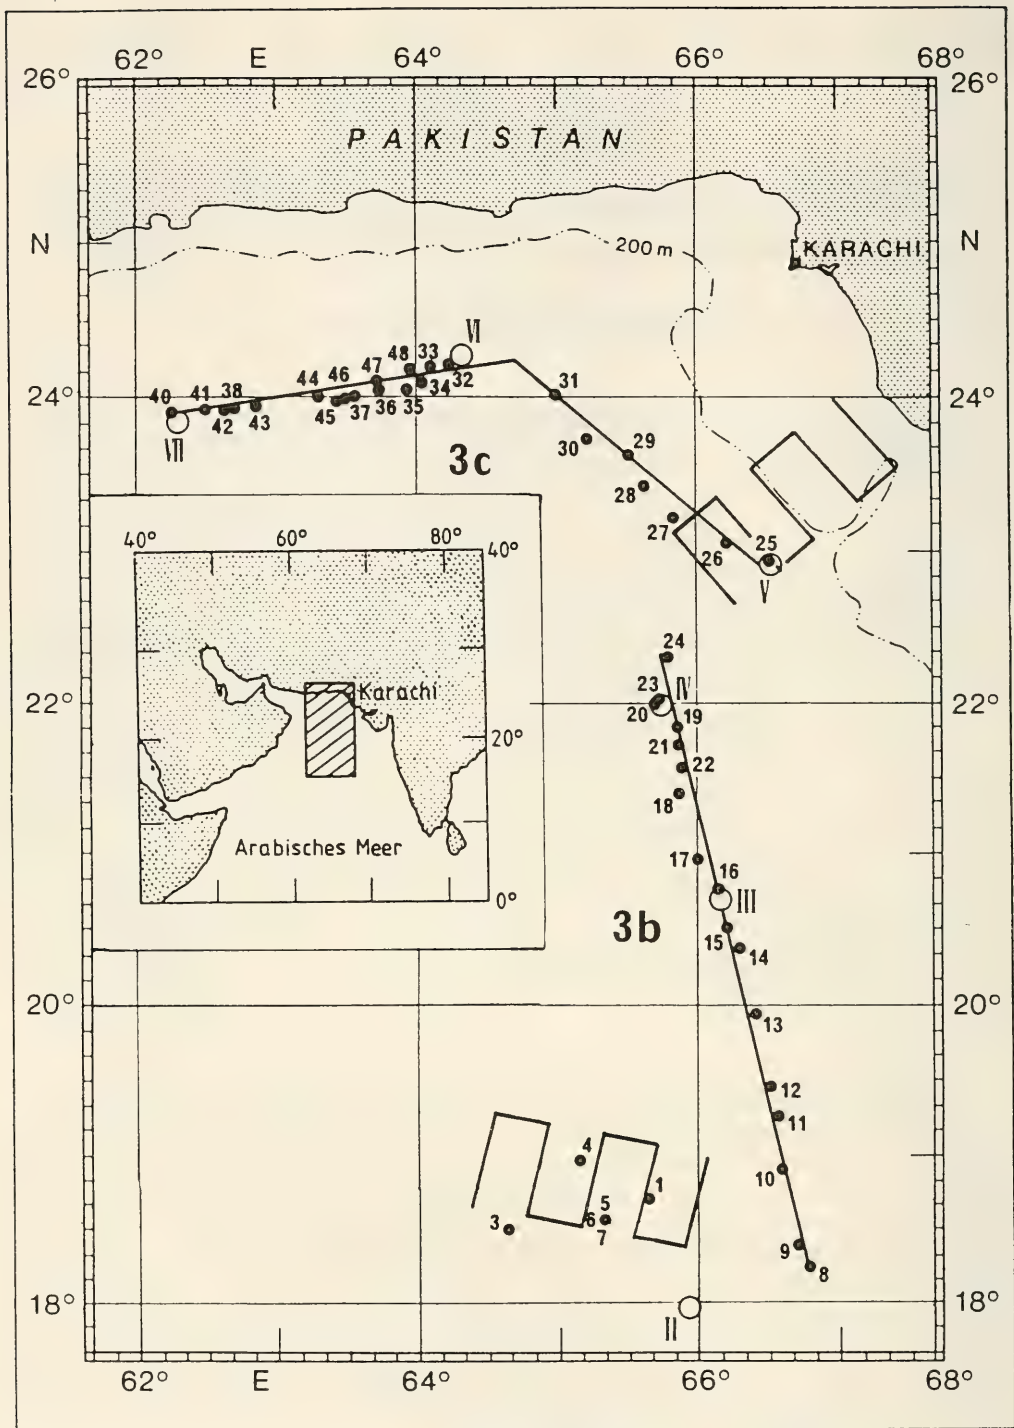 62° E 64° 66° 68°
26° 26°
PAKISTAN
N N
200 m
KARACHI
VI
48 33
47
46
44
32
34
35
36
37
45
40 41 38
42 43
VII
24° 24°
31
3c
30 29
28
27
26
25
V
40° 60° 80°
40°
Karachi
20°
Arabisches Meer
0°
24
23 IV
22° 20 19 22°
21
22
18
17 16
III
3b
15 14
20° 20°
13
12
11
10
4
1
5
6
7
3
9
8
18° 18°
II
62° E 64° 66° 68°